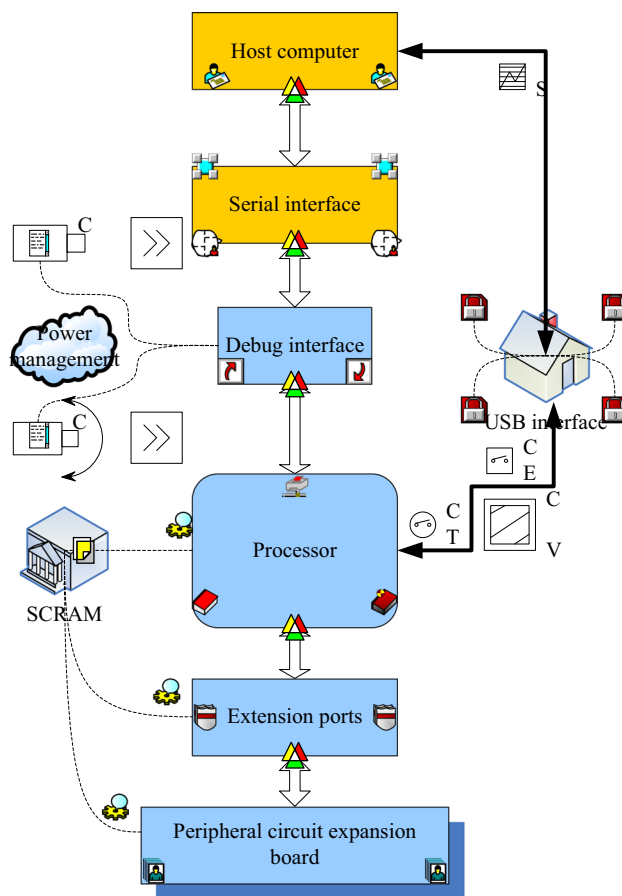 Host computer
S
Serial interface
C
Power
management
Debug interface
C
USB interface
C
E
C
V
C
T
Processor
SCRAM
Extension ports
Peripheral circuit expansion
board